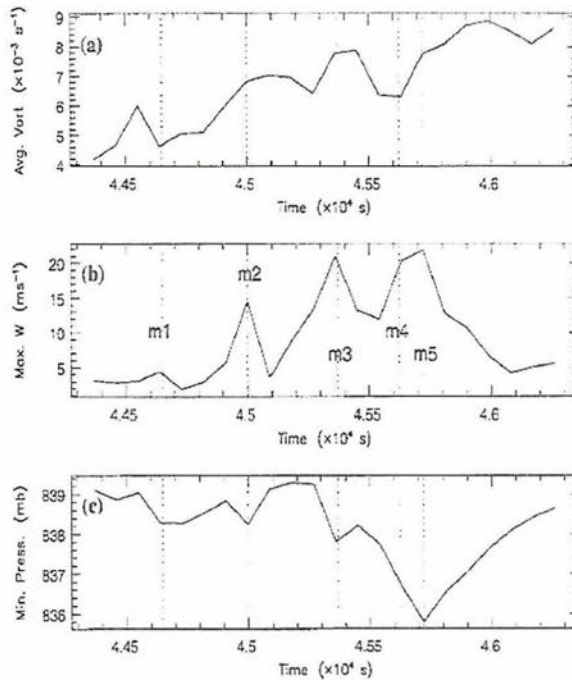 (a)
Avg. Vort (×10⁻³ s⁻¹)
9
8
7
6
5
4
4.45 4.5 4.55 4.6
Time (×10⁴ s)
(b)
Max. W (ms⁻¹)
20
15
10
5
m1 m2 m3 m4 m5
4.45 4.5 4.55 4.6
Time (×10⁴ s)
(c)
Min. Press. (mb)
839
838
837
836
4.45 4.5 4.55 4.6
Time (×10⁴ s)